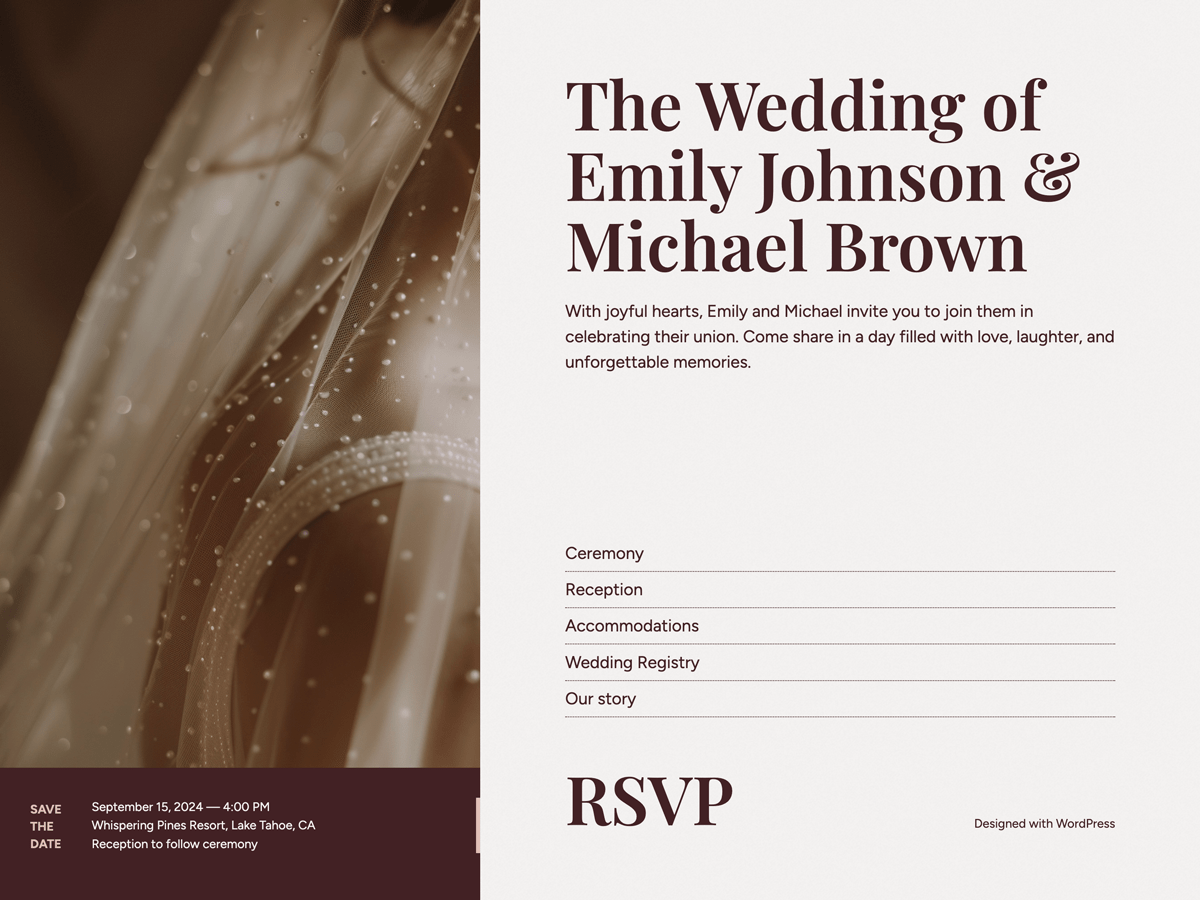 The Wedding of
Emily Johnson &
Michael Brown
With joyful hearts, Emily and Michael invite you to join them in
celebrating their union. Come share in a day filled with love, laughter, and
unforgettable memories.
Ceremony
Reception
Accommodations
Wedding Registry
Our story
RSVP
Designed with WordPress
SAVE
THE
DATE
September 15, 2024 — 4:00 PM
Whispering Pines Resort, Lake Tahoe, CA
Reception to follow ceremony